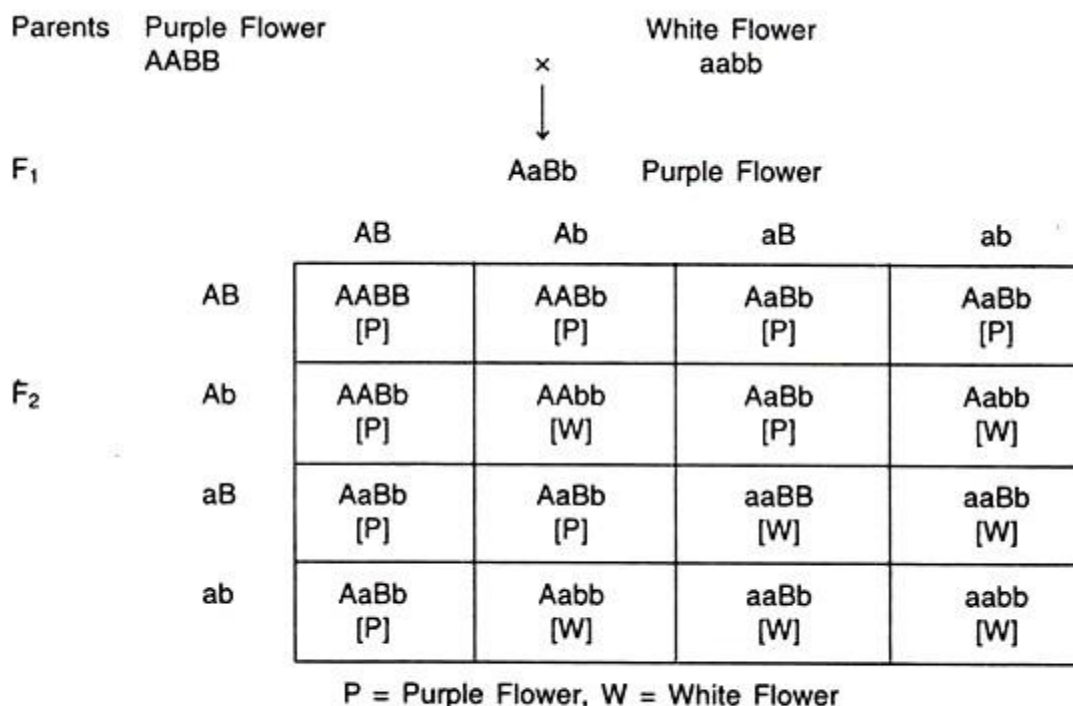 Parents Purple Flower White Flower
AABB × aabb
F₁ AaBb Purple Flower
AB Ab aB ab
AB AABB AABb AaBb AaBb
[P] [P] [P] [P]
F₂ Ab AABb AAbb AaBb Aabb
[P] [W] [P] [W]
aB AaBb AaBb aaBB aaBb
[P] [P] [W] [W]
ab AaBb Aabb aaBb aabb
[P] [W] [W] [W]
P = Purple Flower, W = White Flower